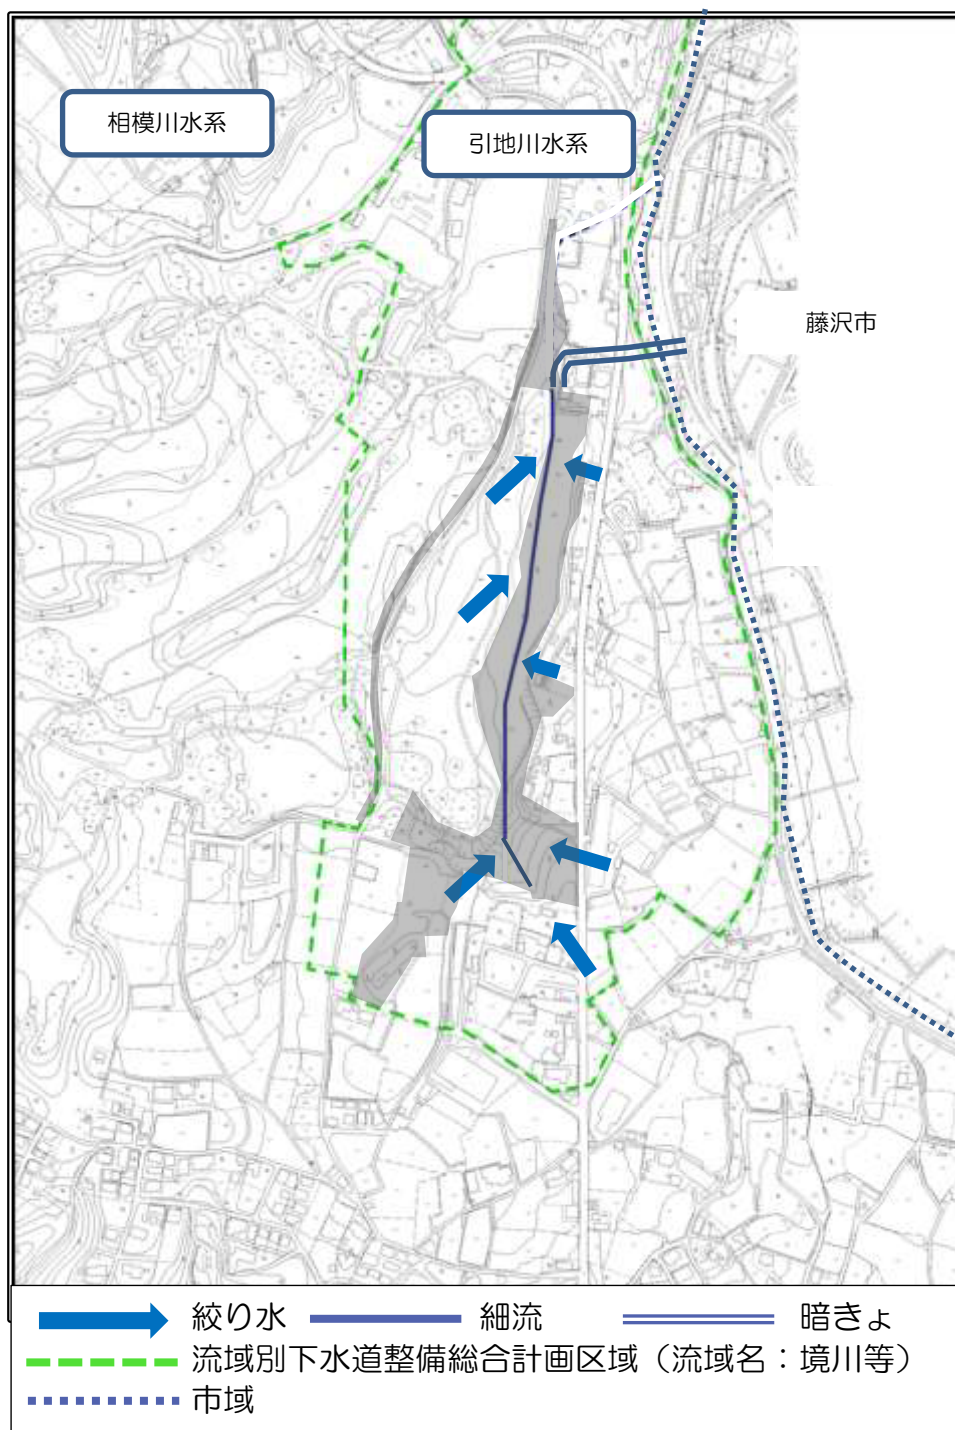 相模川水系
引地川水系
藤沢市
絞り水 細流 暗きょ
流域別下水道整備総合計画区域（流域名：境川等）
市域